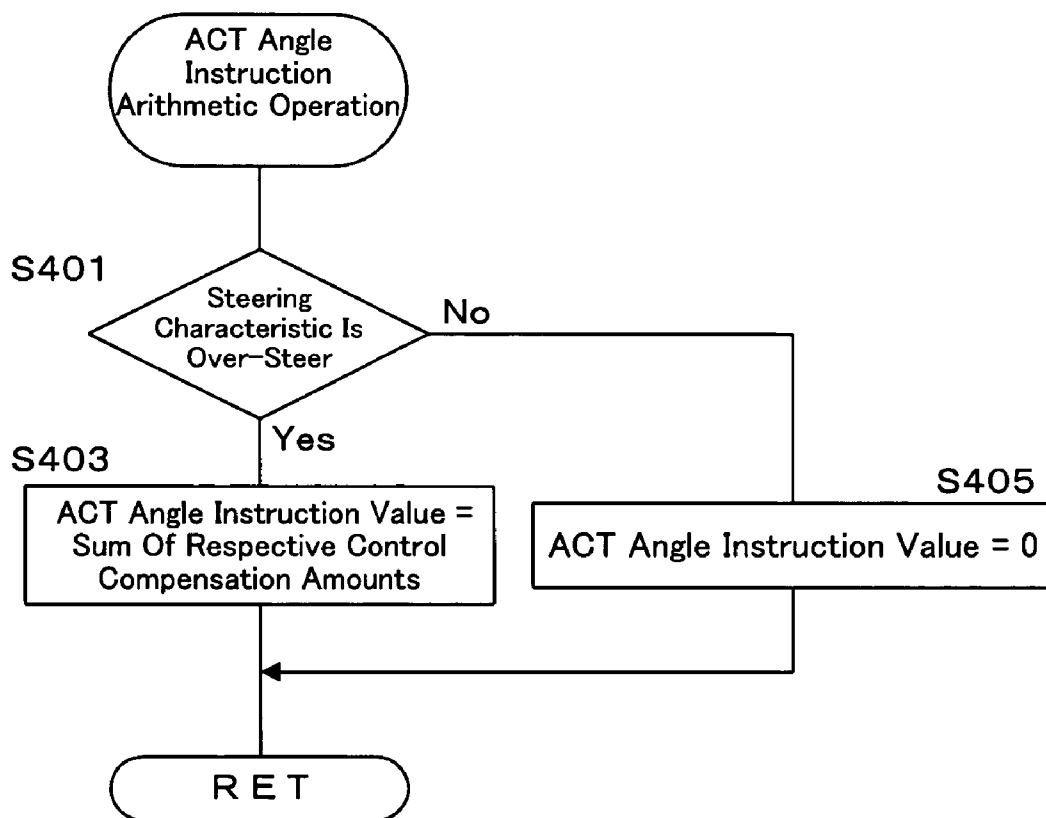 ACT Angle
Instruction
Arithmetic Operation
S401
Steering
Characteristic Is
Over-Steer
No
Yes
S403
ACT Angle Instruction Value =
Sum Of Respective Control
Compensation Amounts
S405
ACT Angle Instruction Value = 0
RET